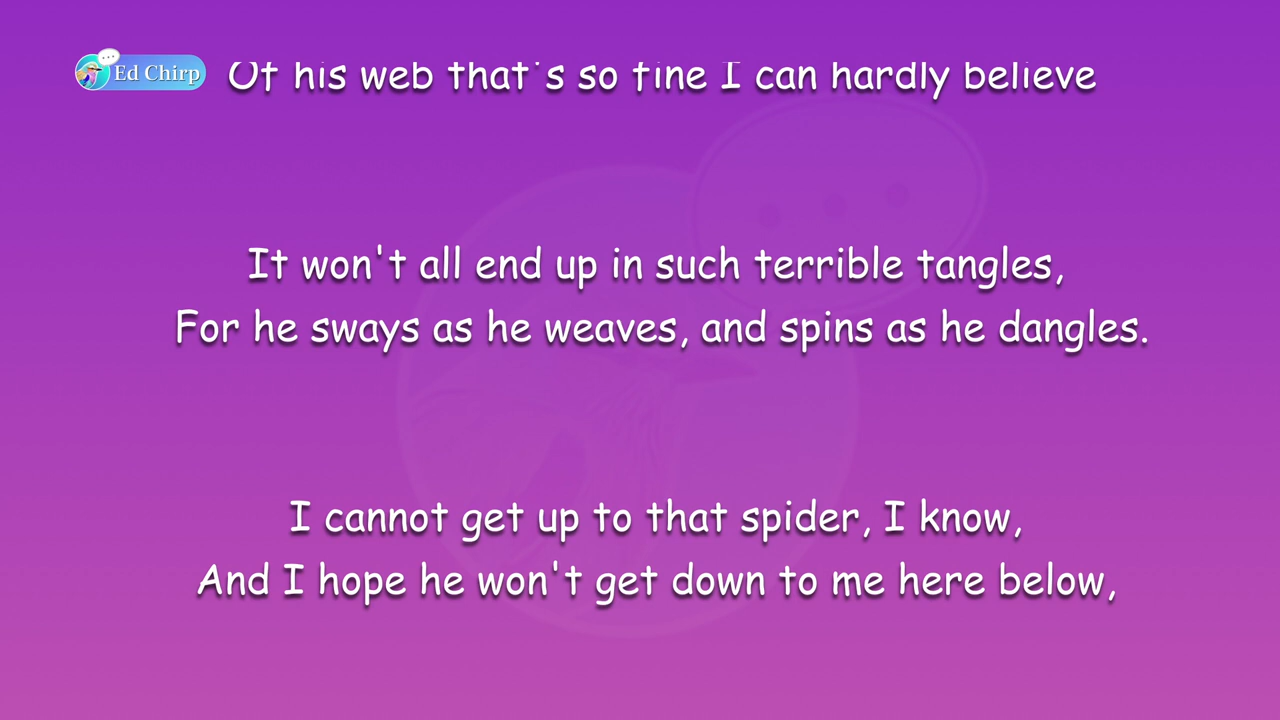 Ed Chirp
Of his web that's so fine I can hardly believe
It won't all end up in such terrible tangles,
For he sways as he weaves, and spins as he dangles.
I cannot get up to that spider, I know,
And I hope he won't get down to me here below,